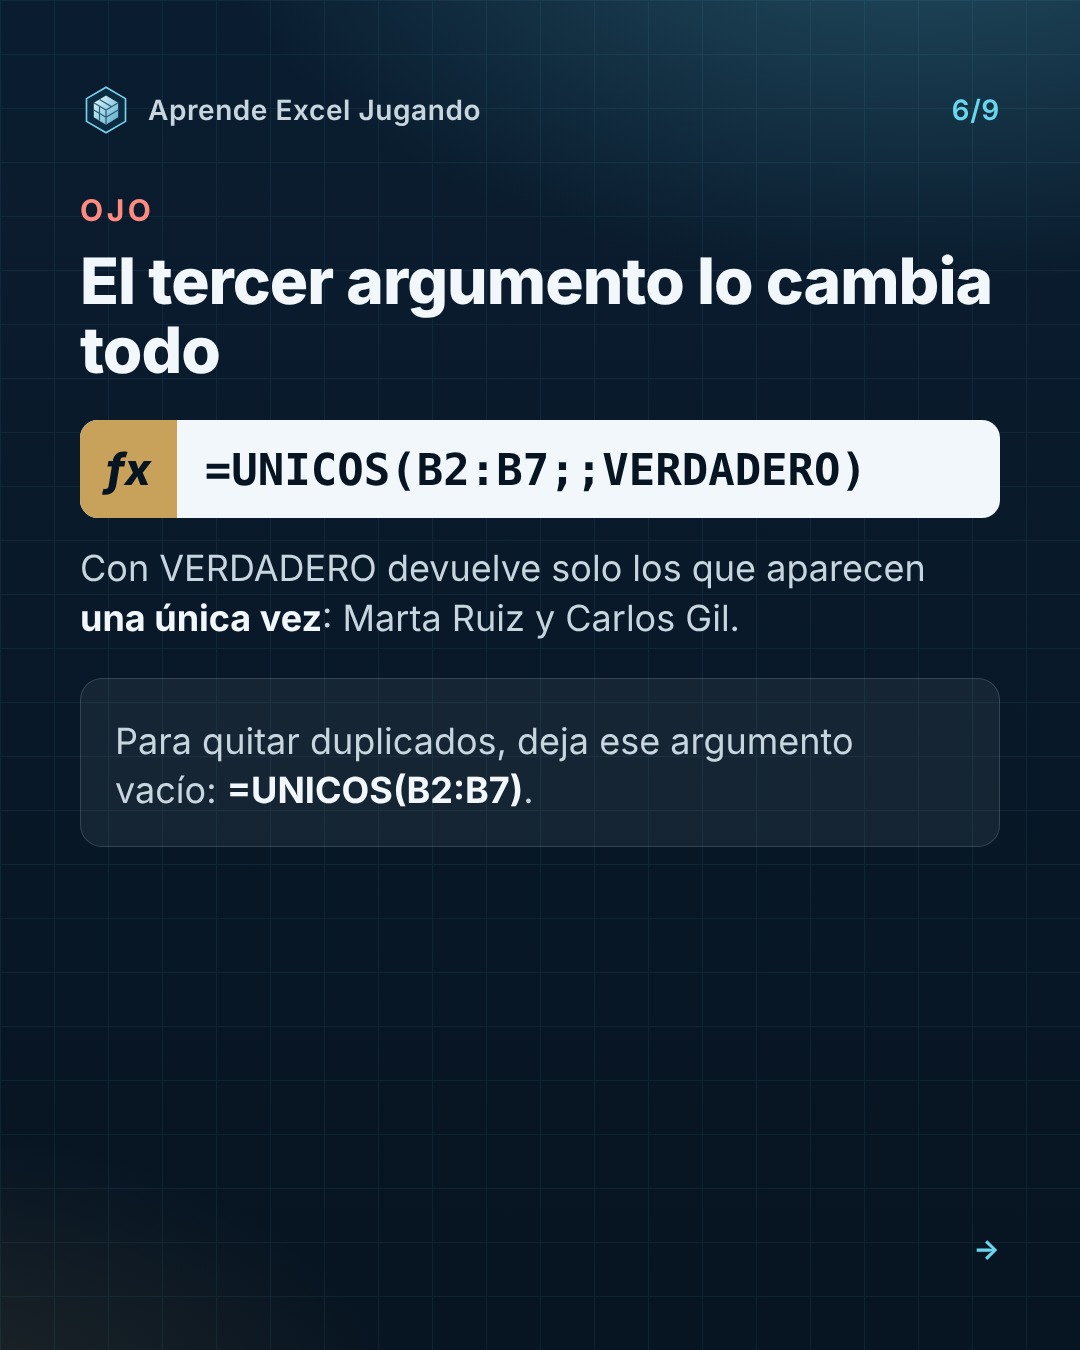 Aprende Excel Jugando
6/9
OJO
El tercer argumento lo cambia
todo
fx
=UNICOS(B2:B7;;VERDADERO)
Con VERDADERO devuelve solo los que aparecen
una única vez: Marta Ruiz y Carlos Gil.
Para quitar duplicados, deja ese argumento
vacío: =UNICOS(B2:B7).
→